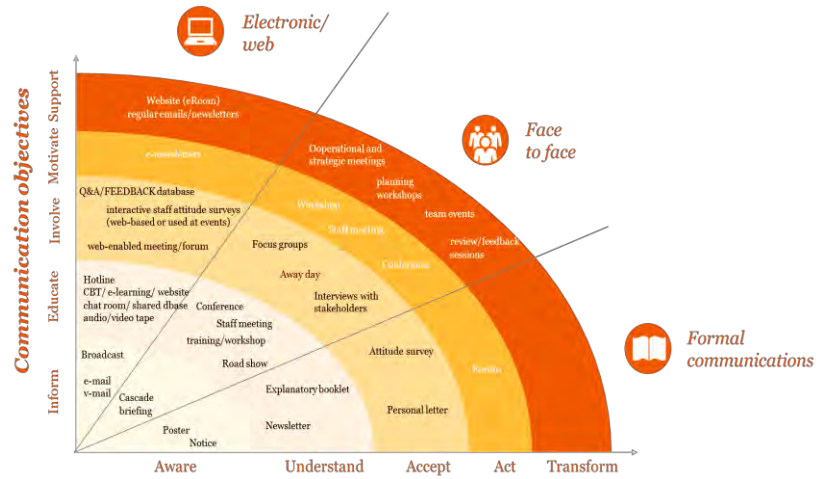 Electronic/
web
Communication objectives
Support
Motivate
Involve
Educate
Inform
Website (eRoom)
regular emails/newsletters
e-newsletters
Q&A/FEEDBACK database
interactive staff attitude surveys
(web-based or used at events)
web-enabled meeting/forum
Hotline
CBT/ e-learning/ website
chat room/ shared dbase
audio/video tape
Broadcast
e-mail
v-mail
Face
to face
Ooperational and
strategic meetings
planning
workshops
team events
review/feedback
sessions
Workshop
Staff meeting
Conference
Focus groups
Away day
Interviews with
stakeholders
Conference
Staff meeting
training/workshop
Road show
Cascade
briefing
Formal
communications
Forum
Attitude survey
Personal letter
Explanatory booklet
Newsletter
Poster
Notice
Aware
Understand
Accept
Act
Transform